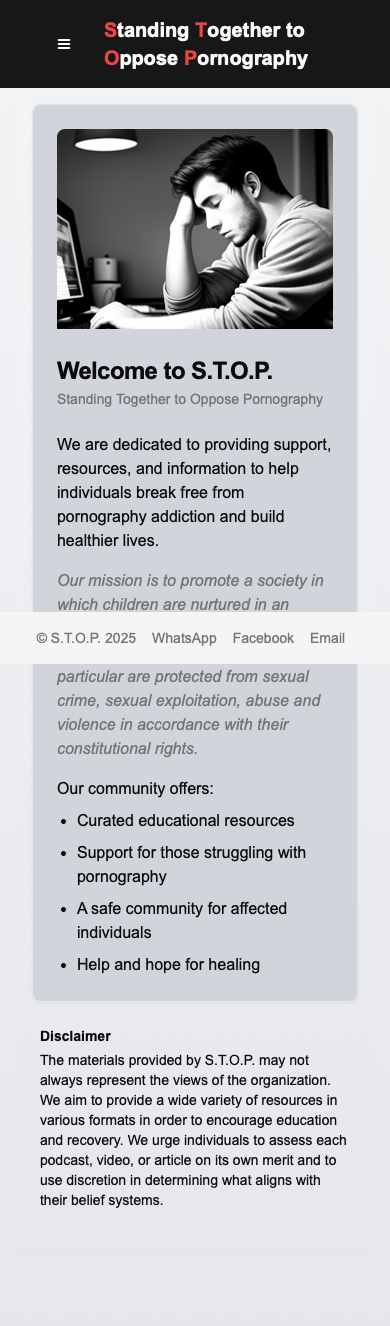 Standing Together to
Oppose Pornography
Welcome to S.T.O.P.
Standing Together to Oppose Pornography
We are dedicated to providing support,
resources, and information to help
individuals break free from
pornography addiction and build
healthier lives.
Our mission is to promote a society in
which children are nurtured in an
© S.T.O.P. 2025 WhatsApp Facebook Email
particular are protected from sexual
crime, sexual exploitation, abuse and
violence in accordance with their
constitutional rights.
Our community offers:
• Curated educational resources
• Support for those struggling with
pornography
• A safe community for affected
individuals
• Help and hope for healing
Disclaimer
The materials provided by S.T.O.P. may not
always represent the views of the organization.
We aim to provide a wide variety of resources in
various formats in order to encourage education
and recovery. We urge individuals to assess each
podcast, video, or article on its own merit and to
use discretion in determining what aligns with
their belief systems.